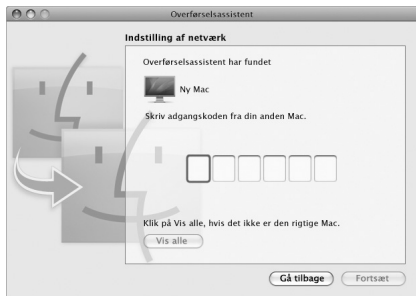 Overførselsassistent
Indstilling af netværk
Overførselsassistent har fundet
Ny Mac
Skriv adgangskoden fra din anden Mac.
Klik på Vis alle, hvis det ikke er den rigtige Mac.
Vis alle
Gå tilbage
Fortsæt